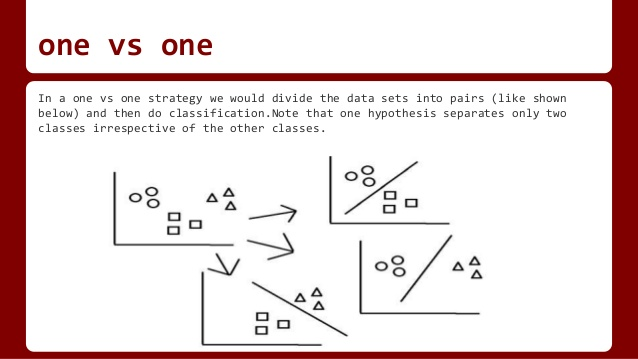 one vs one
In a one vs one strategy we would divide the data sets into pairs (like shown
below) and then do classification.Note that one hypothesis separates only two
classes irrespective of the other classes.